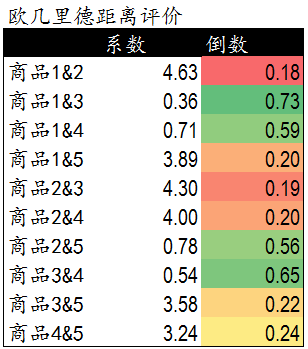 欧几里德距离评价
系数 倒数
商品1&2 4.63 0.18
商品1&3 0.36 0.73
商品1&4 0.71 0.59
商品1&5 3.89 0.20
商品2&3 4.30 0.19
商品2&4 4.00 0.20
商品2&5 0.78 0.56
商品3&4 0.54 0.65
商品3&5 3.58 0.22
商品4&5 3.24 0.24